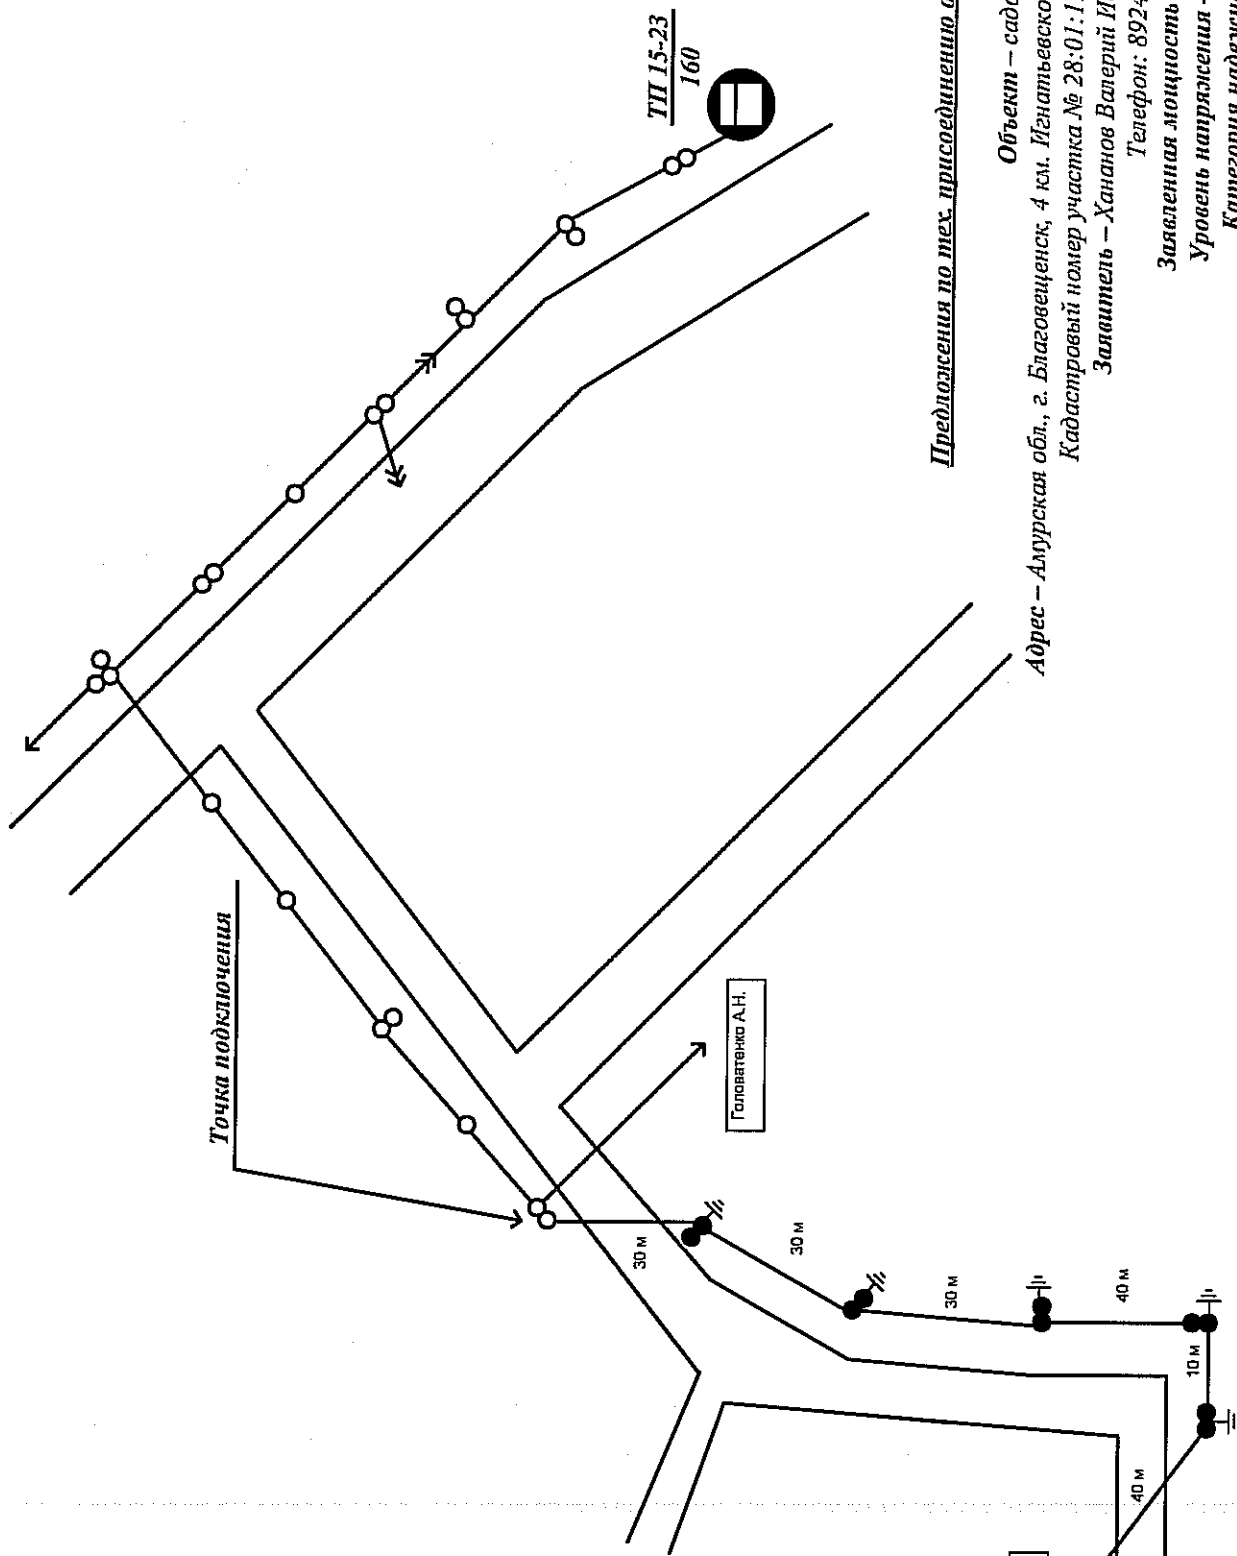 ТП 15-23
160
Точка подключения
Головатенко А.Н.
30 м
30 м
30 м
40 м
10 м
40 м
Предложения по тех. присоединению
Объект –
Адрес – Амурская обл., г. Благовещенск, 4 км. Игнатьевско
Кадастровый номер участка № 28:01:1
Заявитель – Хананов Валерий И
Телефон: 8924
Заявленная мощность
Уровень напряжения -
Категория